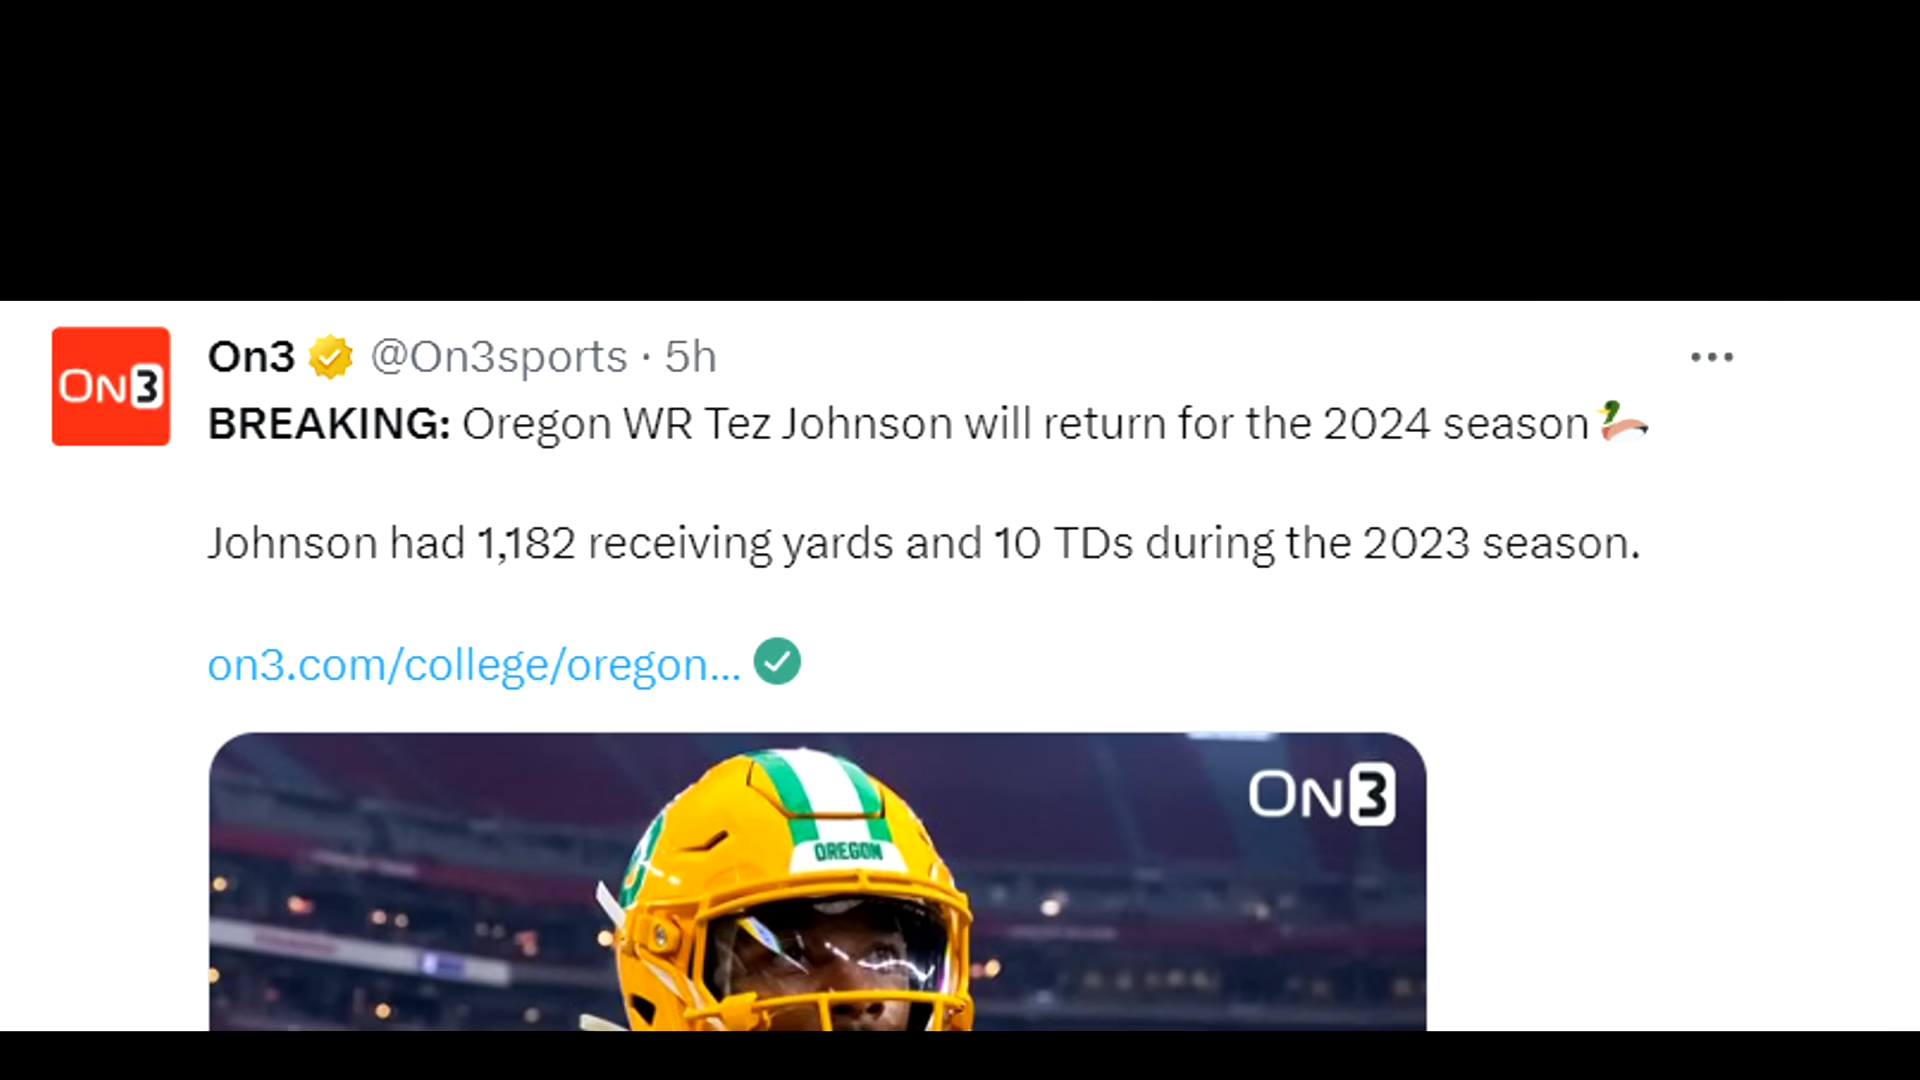 ON3
On3 @On3sports · 5h
BREAKING: Oregon WR Tez Johnson will return for the 2024 season
Johnson had 1,182 receiving yards and 10 TDs during the 2023 season.
on3.com/college/oregon...
ON3
OREGON